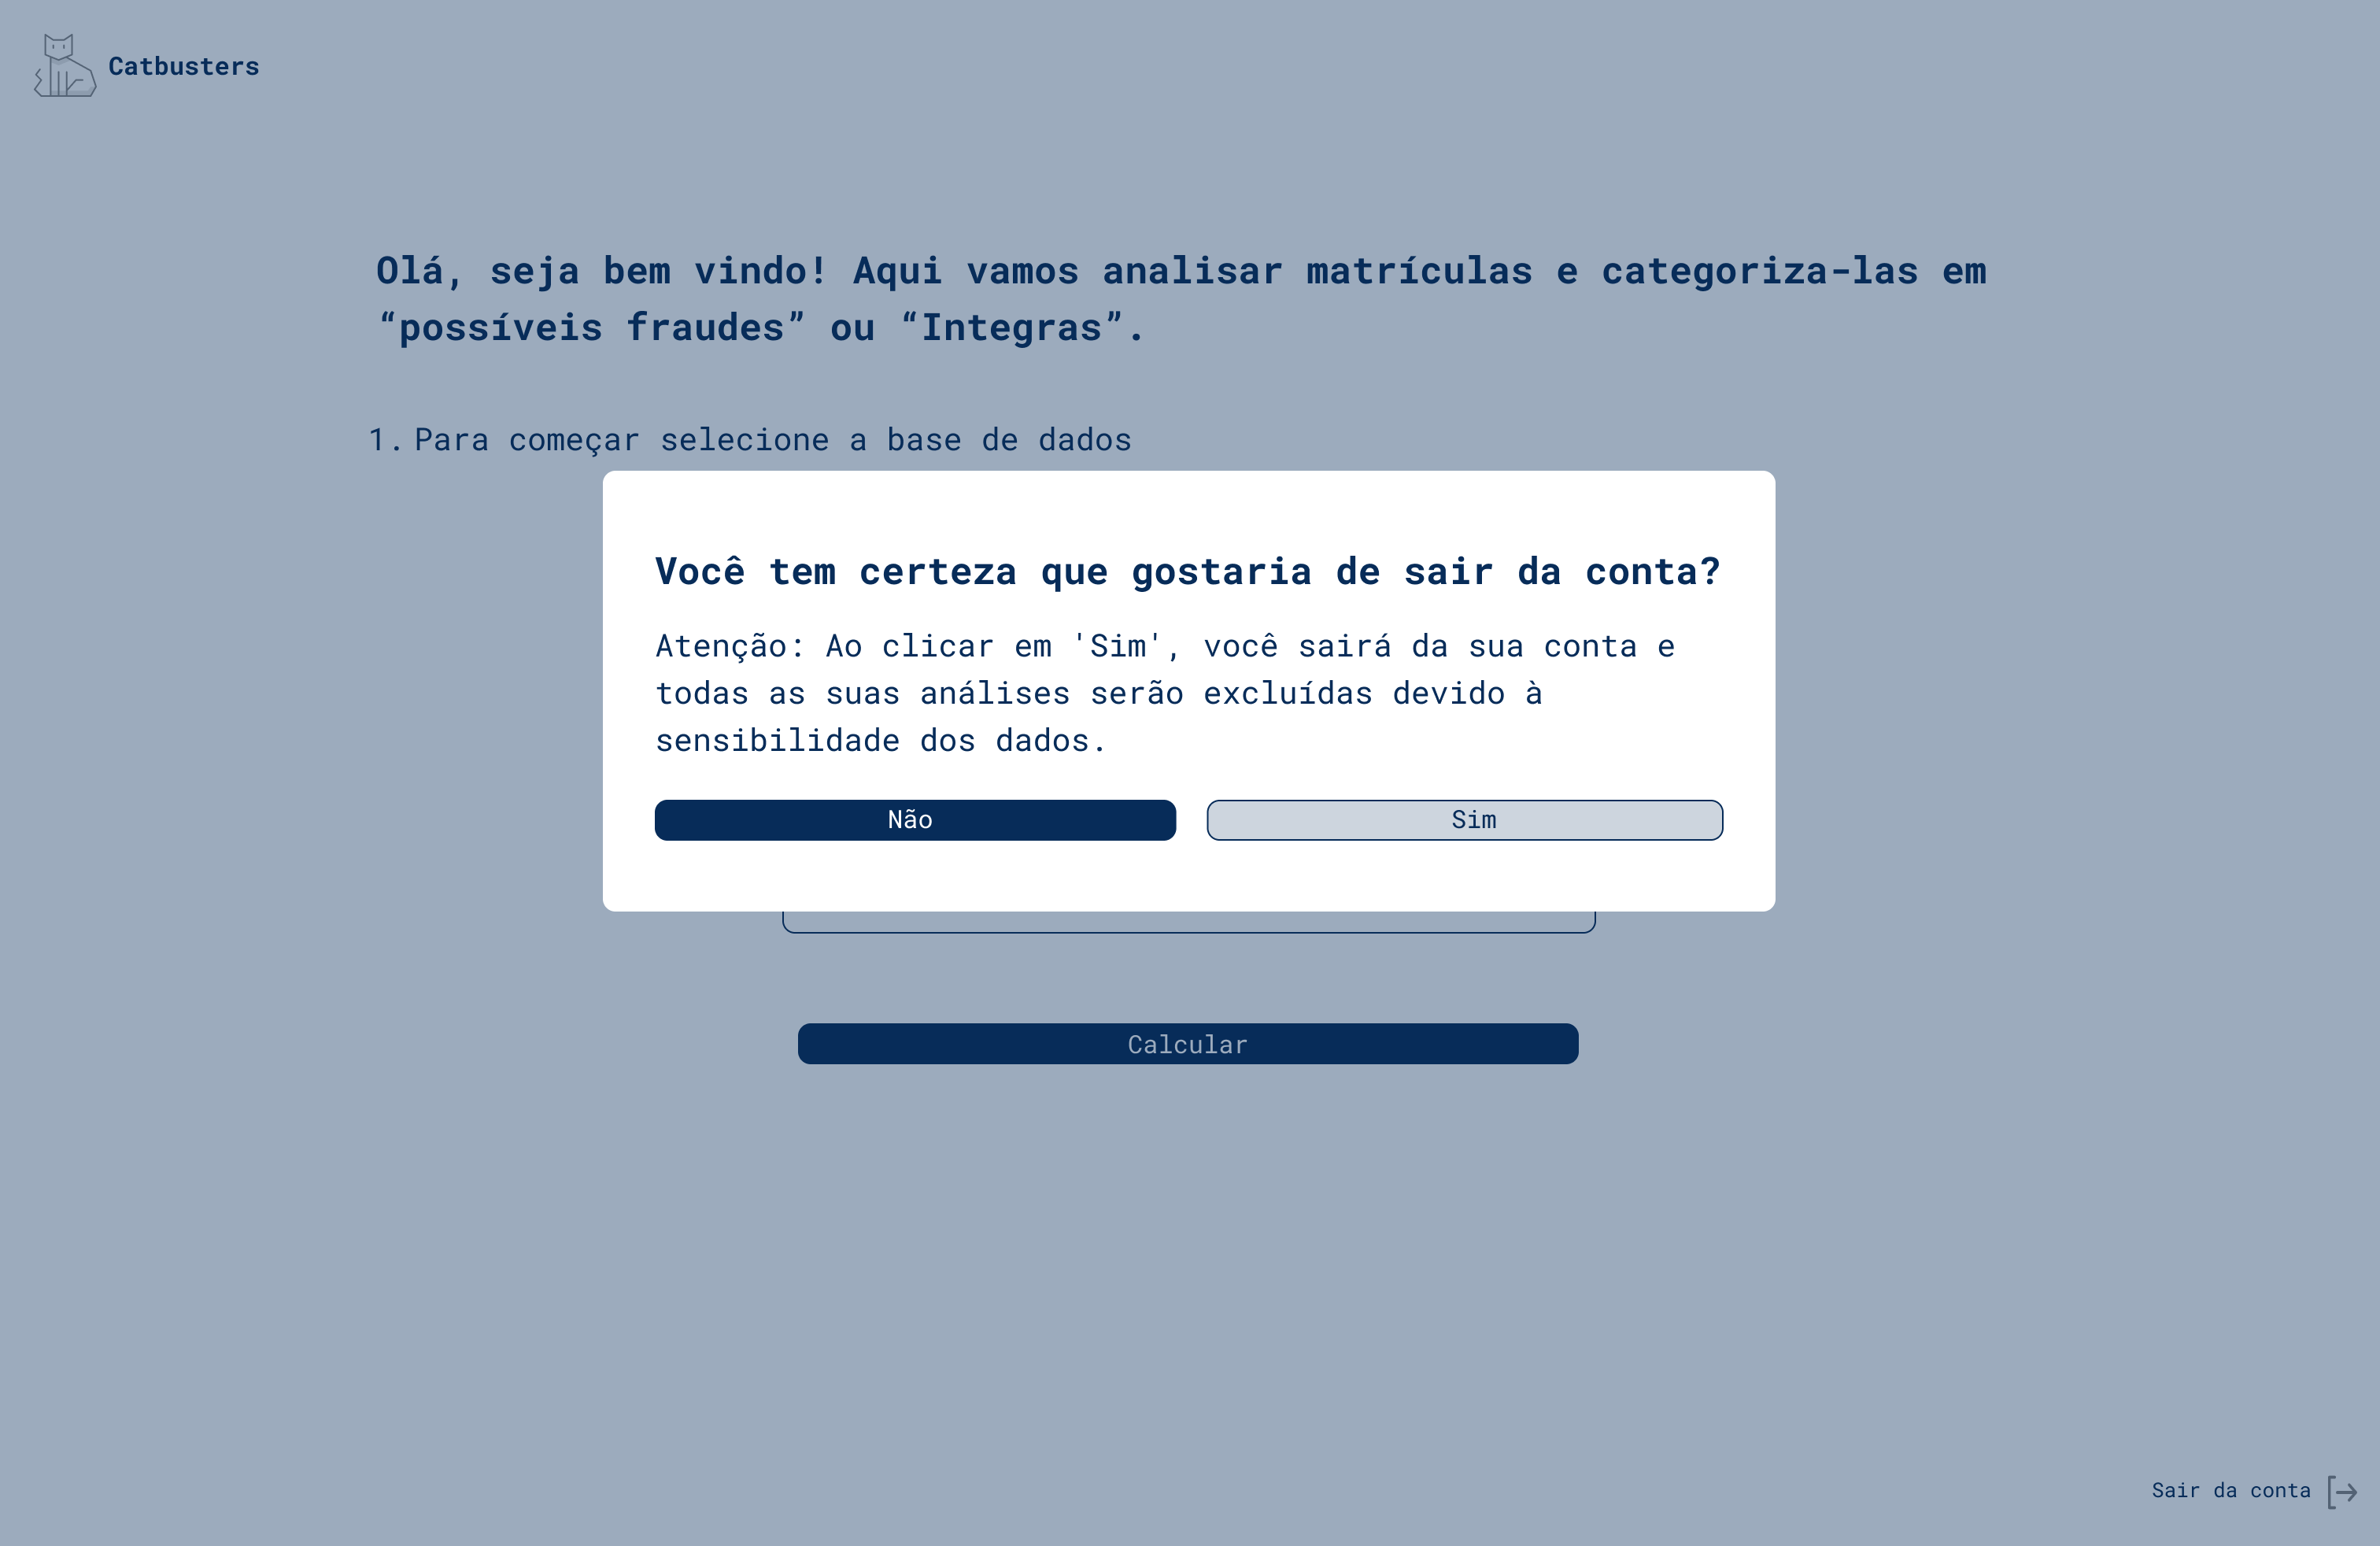 Catbusters
Olá, seja bem vindo! Aqui vamos analisar matrículas e categoriza-las em
“possíveis fraudes” ou “Integras”.
1. Para começar selecione a base de dados
Você tem certeza que gostaria de sair da conta?
Atenção: Ao clicar em 'Sim', você sairá da sua conta e
todas as suas análises serão excluídas devido à
sensibilidade dos dados.
Não
Sim
Calcular
Sair da conta